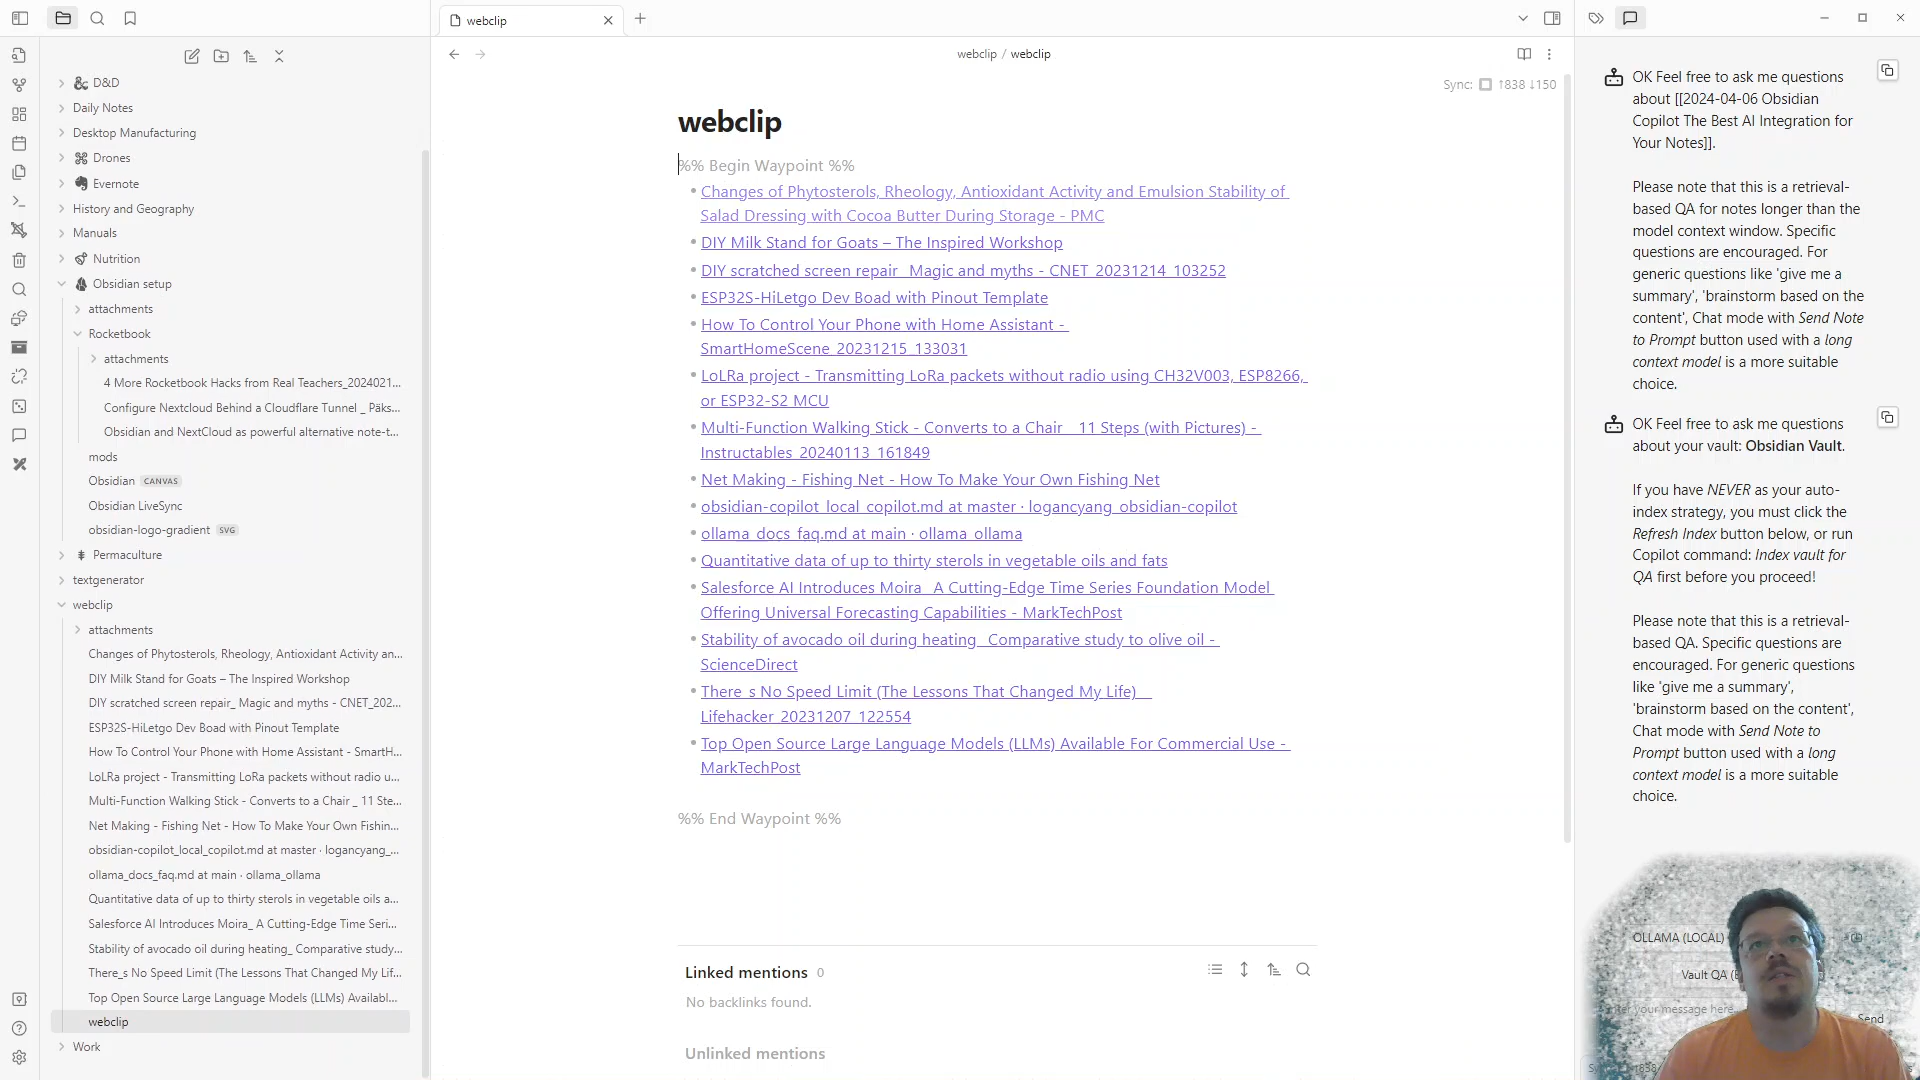 webclip
webclip / webclip
Sync: ↑1838 ↓150
D&D
Daily Notes
Desktop Manufacturing
Drones
Evernote
History and Geography
Manuals
Nutrition
Obsidian setup
attachments
Rocketbook
attachments
4 More Rocketbook Hacks from Real Teachers_2024021...
Configure Nextcloud Behind a Cloudflare Tunnel _ Päks...
Obsidian and NextCloud as powerful alternative note-t...
mods
Obsidian CANVAS
Obsidian LiveSync
obsidian-logo-gradient SVG
Permaculture
textgenerator
webclip
attachments
Changes of Phytosterols, Rheology, Antioxidant Activity an...
DIY Milk Stand for Goats – The Inspired Workshop
DIY scratched screen repair_ Magic and myths - CNET_202...
ESP32S-HiLetgo Dev Boad with Pinout Template
How To Control Your Phone with Home Assistant - SmartH...
LoLRa project - Transmitting LoRa packets without radio u...
Multi-Function Walking Stick - Converts to a Chair _ 11 Ste...
Net Making - Fishing Net - How To Make Your Own Fishin...
obsidian-copilot_local_copilot.md at master · logancyang_...
ollama_docs_faq.md at main · ollama_ollama
Quantitative data of up to thirty sterols in vegetable oils a...
Salesforce AI Introduces Moira_ A Cutting-Edge Time Seri...
Stability of avocado oil during heating_ Comparative study...
There_s No Speed Limit (The Lessons That Changed My Lif...
Top Open Source Large Language Models (LLMs) Availabl...
webclip
Work
webclip
%% Begin Waypoint %%
Changes of Phytosterols, Rheology, Antioxidant Activity and Emulsion Stability of
Salad Dressing with Cocoa Butter During Storage - PMC
DIY Milk Stand for Goats – The Inspired Workshop
DIY scratched screen repair_ Magic and myths - CNET_20231214_103252
ESP32S-HiLetgo Dev Boad with Pinout Template
How To Control Your Phone with Home Assistant -
SmartHomeScene_20231215_133031
LoLRa project - Transmitting LoRa packets without radio using CH32V003, ESP8266,
or ESP32-S2 MCU
Multi-Function Walking Stick - Converts to a Chair _ 11 Steps (with Pictures) -
Instructables_20240113_161849
Net Making - Fishing Net - How To Make Your Own Fishing Net
obsidian-copilot_local_copilot.md at master · logancyang_obsidian-copilot
ollama_docs_faq.md at main · ollama_ollama
Quantitative data of up to thirty sterols in vegetable oils and fats
Salesforce AI Introduces Moira_ A Cutting-Edge Time Series Foundation Model
Offering Universal Forecasting Capabilities - MarkTechPost
Stability of avocado oil during heating_ Comparative study to olive oil -
ScienceDirect
There_s No Speed Limit (The Lessons That Changed My Life) _
Lifehacker_20231207_122554
Top Open Source Large Language Models (LLMs) Available For Commercial Use -
MarkTechPost
%% End Waypoint %%
Linked mentions 0
No backlinks found.
Unlinked mentions
OK Feel free to ask me questions
about [[2024-04-06 Obsidian
Copilot The Best AI Integration for
Your Notes]].
Please note that this is a retrieval-
based QA for notes longer than the
model context window. Specific
questions are encouraged. For
generic questions like 'give me a
summary', 'brainstorm based on the
content', Chat mode with Send Note
to Prompt button used with a long
context model is a more suitable
choice.
OK Feel free to ask me questions
about your vault: Obsidian Vault.
If you have NEVER as your auto-
index strategy, you must click the
Refresh Index button below, or run
Copilot command: Index vault for
QA first before you proceed!
Please note that this is a retrieval-
based QA. Specific questions are
encouraged. For generic questions
like 'give me a summary',
'brainstorm based on the content',
Chat mode with Send Note to
Prompt button used with a long
context model is a more suitable
choice.
OLLAMA (LOCAL)
Vault QA
your message here.
Send